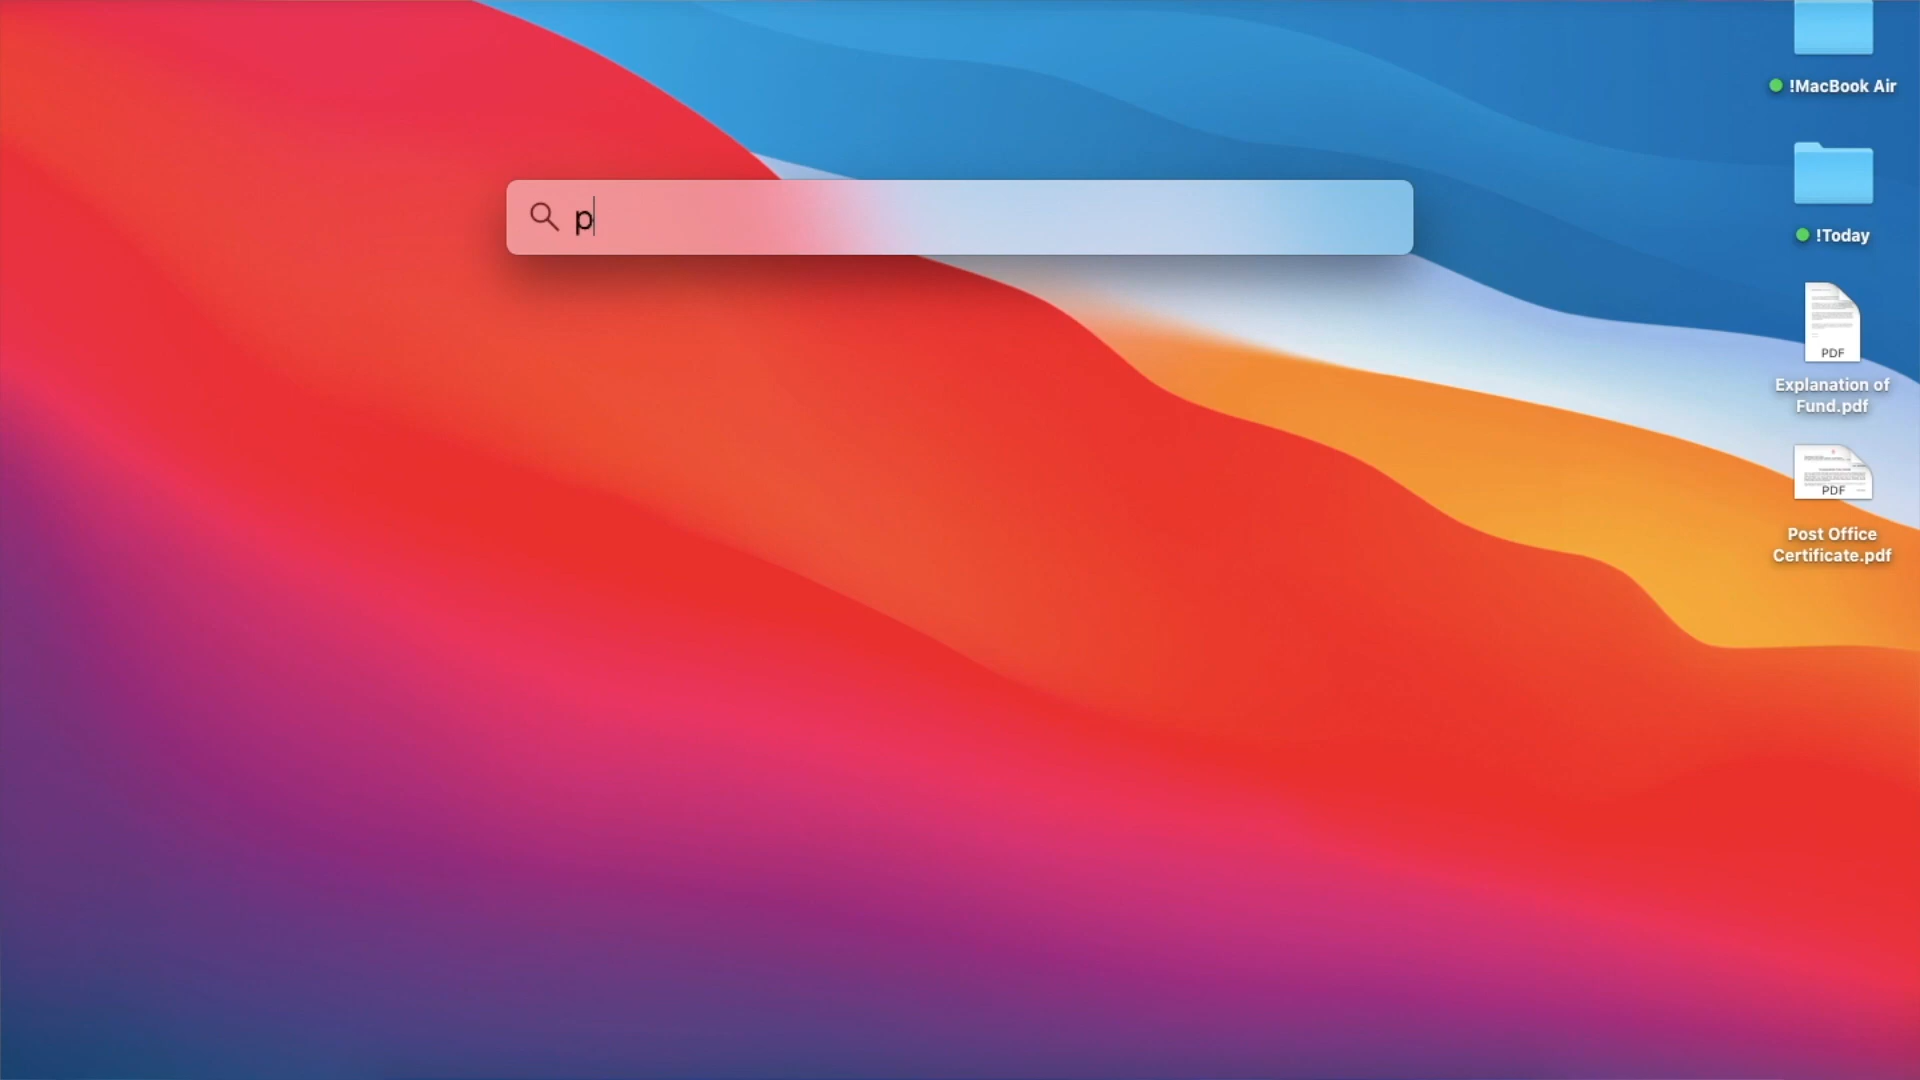 !MacBook Air
p
!Today
PDF
Explanation of
Fund.pdf
PDF
Post Office
Certificate.pdf